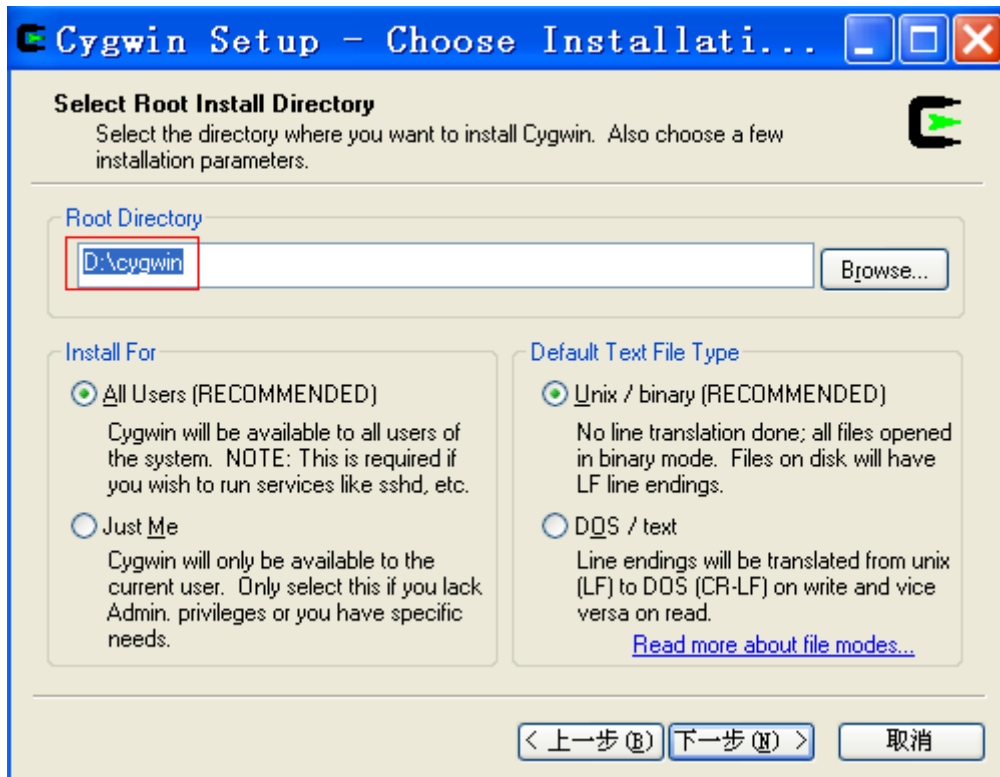 Cygwin Setup - Choose Installati...
Select Root Install Directory
Select the directory where you want to install Cygwin. Also choose a few
installation parameters.
Root Directory
D:\cygwin
Browse...
Install For
All Users (RECOMMENDED)
Cygwin will be available to all users of
the system. NOTE: This is required if
you wish to run services like sshd, etc.
Just Me
Cygwin will only be available to the
current user. Only select this if you lack
Admin. privileges or you have specific
needs.
Default Text File Type
Unix / binary (RECOMMENDED)
No line translation done; all files opened
in binary mode. Files on disk will have
LF line endings.
DOS / text
Line endings will be translated from unix
(LF) to DOS (CR-LF) on write and vice
versa on read.
Read more about file modes...
< 上一步(B)
下一步(N) >
取消